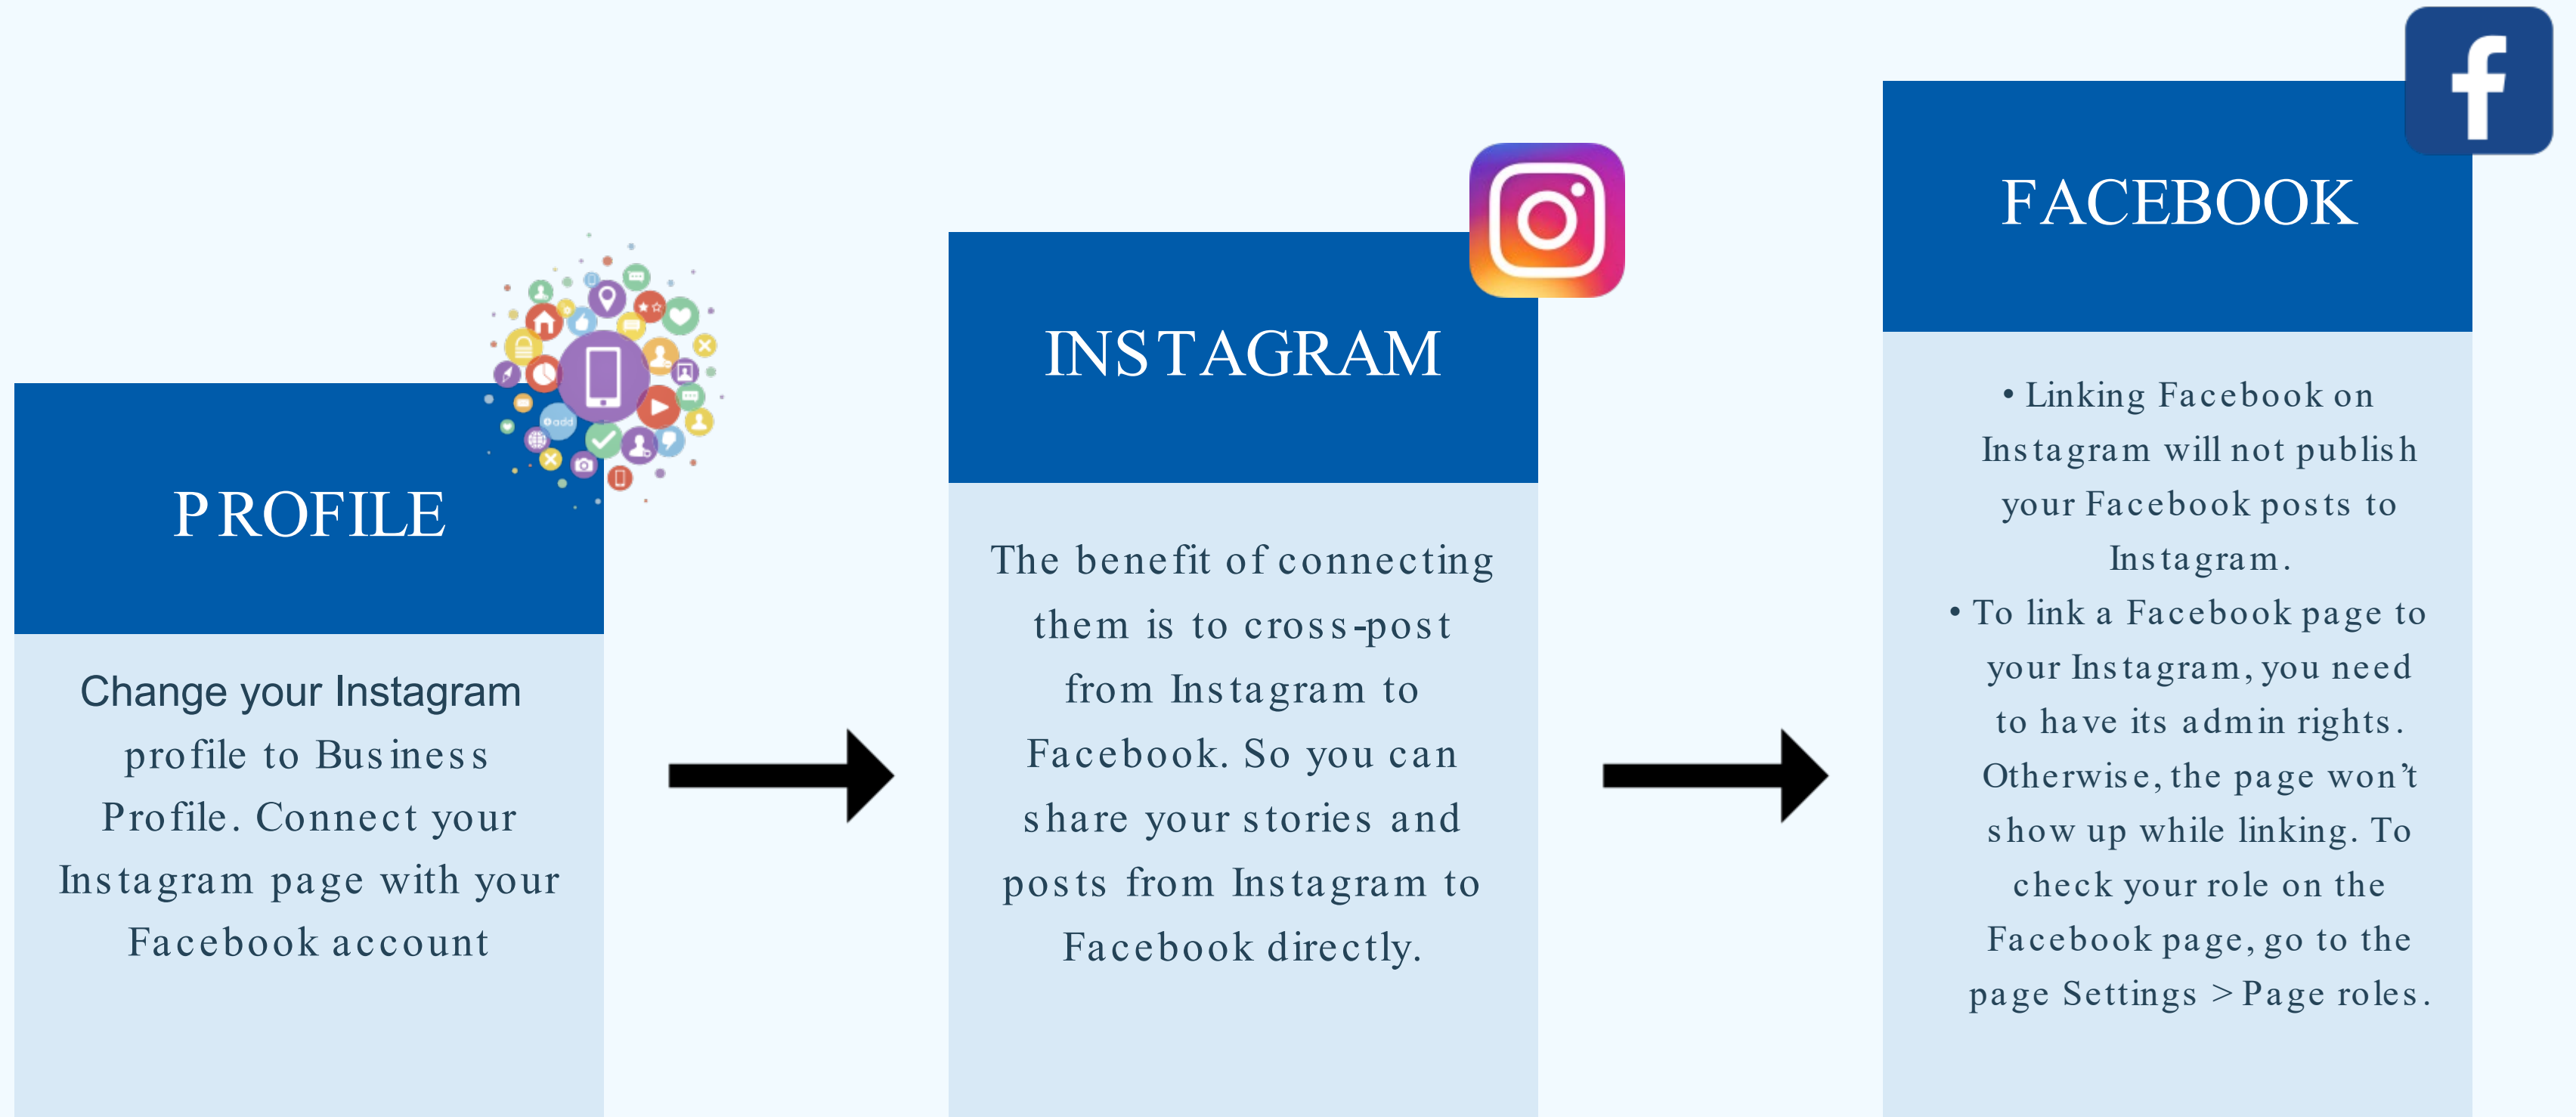 PROFILE
Change your Instagram
profile to Business
Profile. Connect your
Instagram page with your
Facebook account
add
INSTAGRAM
The benefit of connecting
them is to cross-post
from Instagram to
Facebook. So you can
share your stories and
posts from Instagram to
Facebook directly.
f
FACEBOOK
• Linking Facebook on
Instagram will not publish
your Facebook posts to
Instagram.
• To link a Facebook page to
your Instagram, you need
to have its admin rights.
Otherwise, the page won’t
show up while linking. To
check your role on the
Facebook page, go to the
page Settings > Page roles.